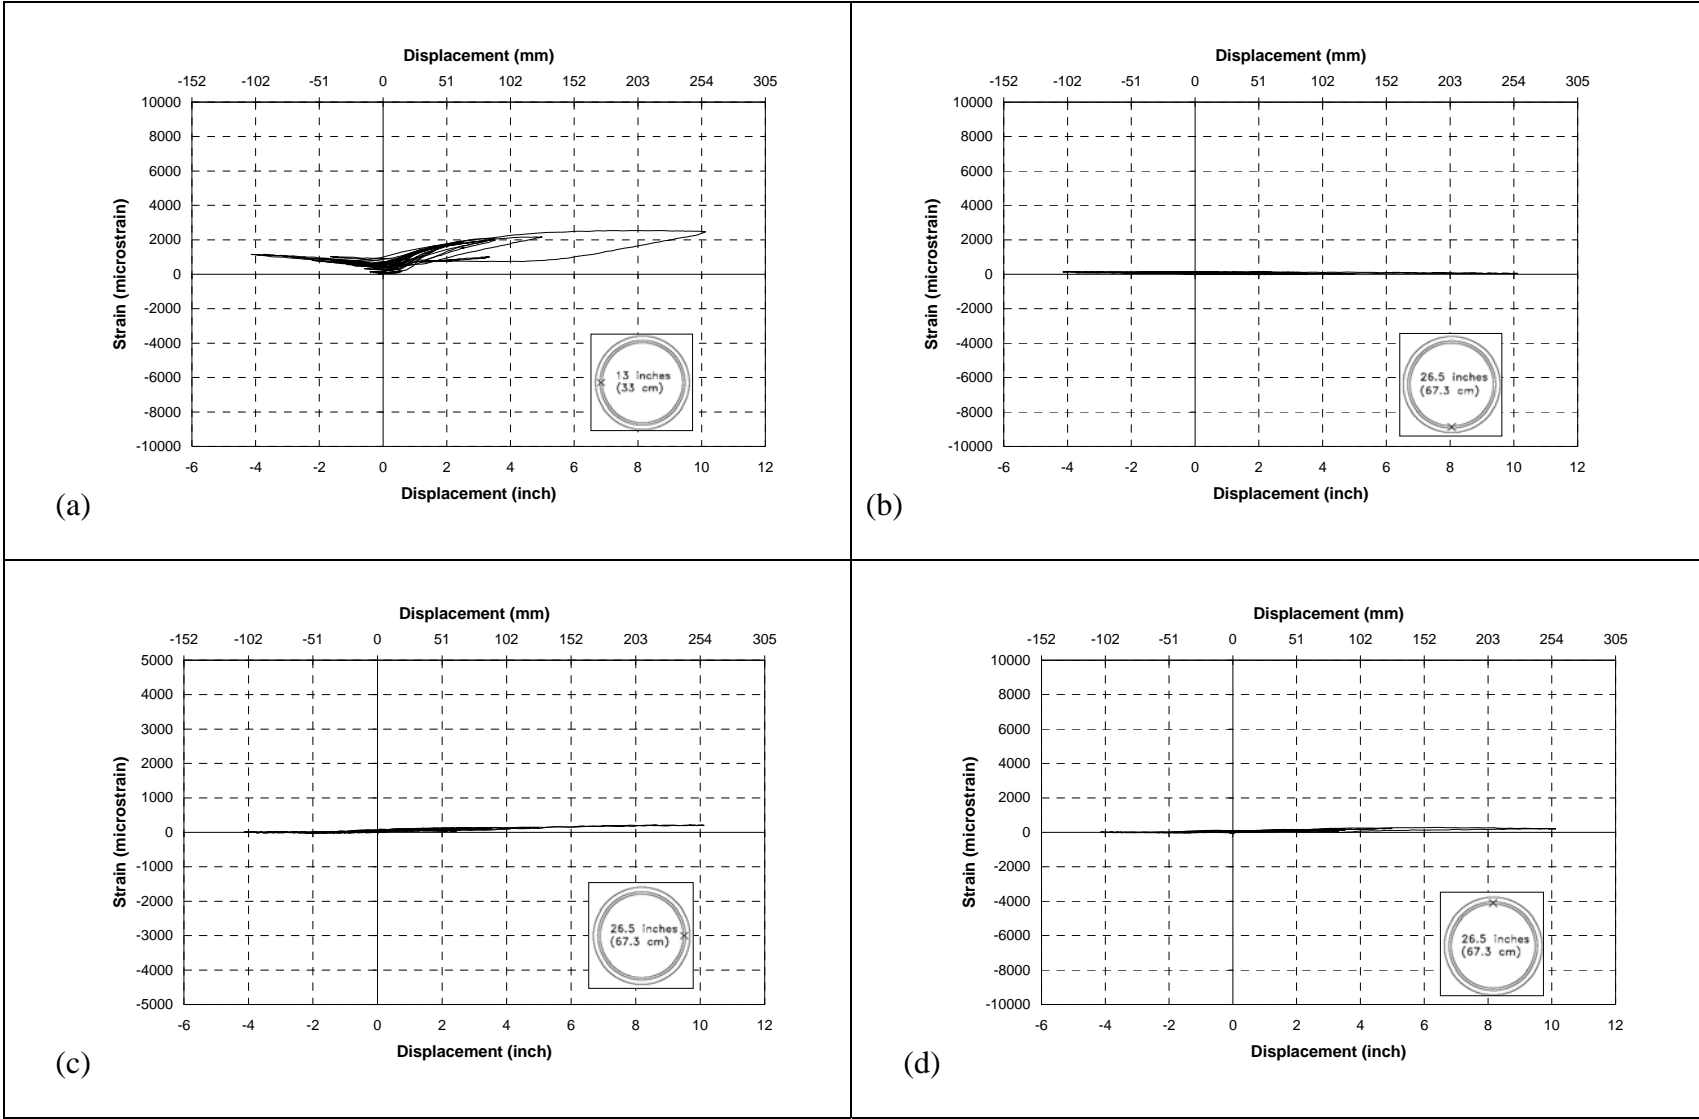 Displacement (mm)
-152 -102 -51 0 51 102 152 203 254 305
10000
8000
6000
4000
2000
0
-2000
-4000
-6000
-8000
-10000
Strain (microstrain)
13 inches
(33 cm)
-6 -4 -2 0 2 4 6 8 10 12
Displacement (inch)
(a)
Displacement (mm)
-152 -102 -51 0 51 102 152 203 254 305
10000
8000
6000
4000
2000
0
-2000
-4000
-6000
-8000
-10000
Strain (microstrain)
26.5 inches
(67.3 cm)
-6 -4 -2 0 2 4 6 8 10 12
Displacement (inch)
(b)
Displacement (mm)
-152 -102 -51 0 51 102 152 203 254 305
5000
4000
3000
2000
1000
0
-1000
-2000
-3000
-4000
-5000
Strain (microstrain)
26.5 inches
(67.3 cm)
-6 -4 -2 0 2 4 6 8 10 12
Displacement (inch)
(c)
Displacement (mm)
-152 -102 -51 0 51 102 152 203 254 305
10000
8000
6000
4000
2000
0
-2000
-4000
-6000
-8000
-10000
Strain (microstrain)
26.5 inches
(67.3 cm)
-6 -4 -2 0 2 4 6 8 10 12
Displacement (inch)
(d)